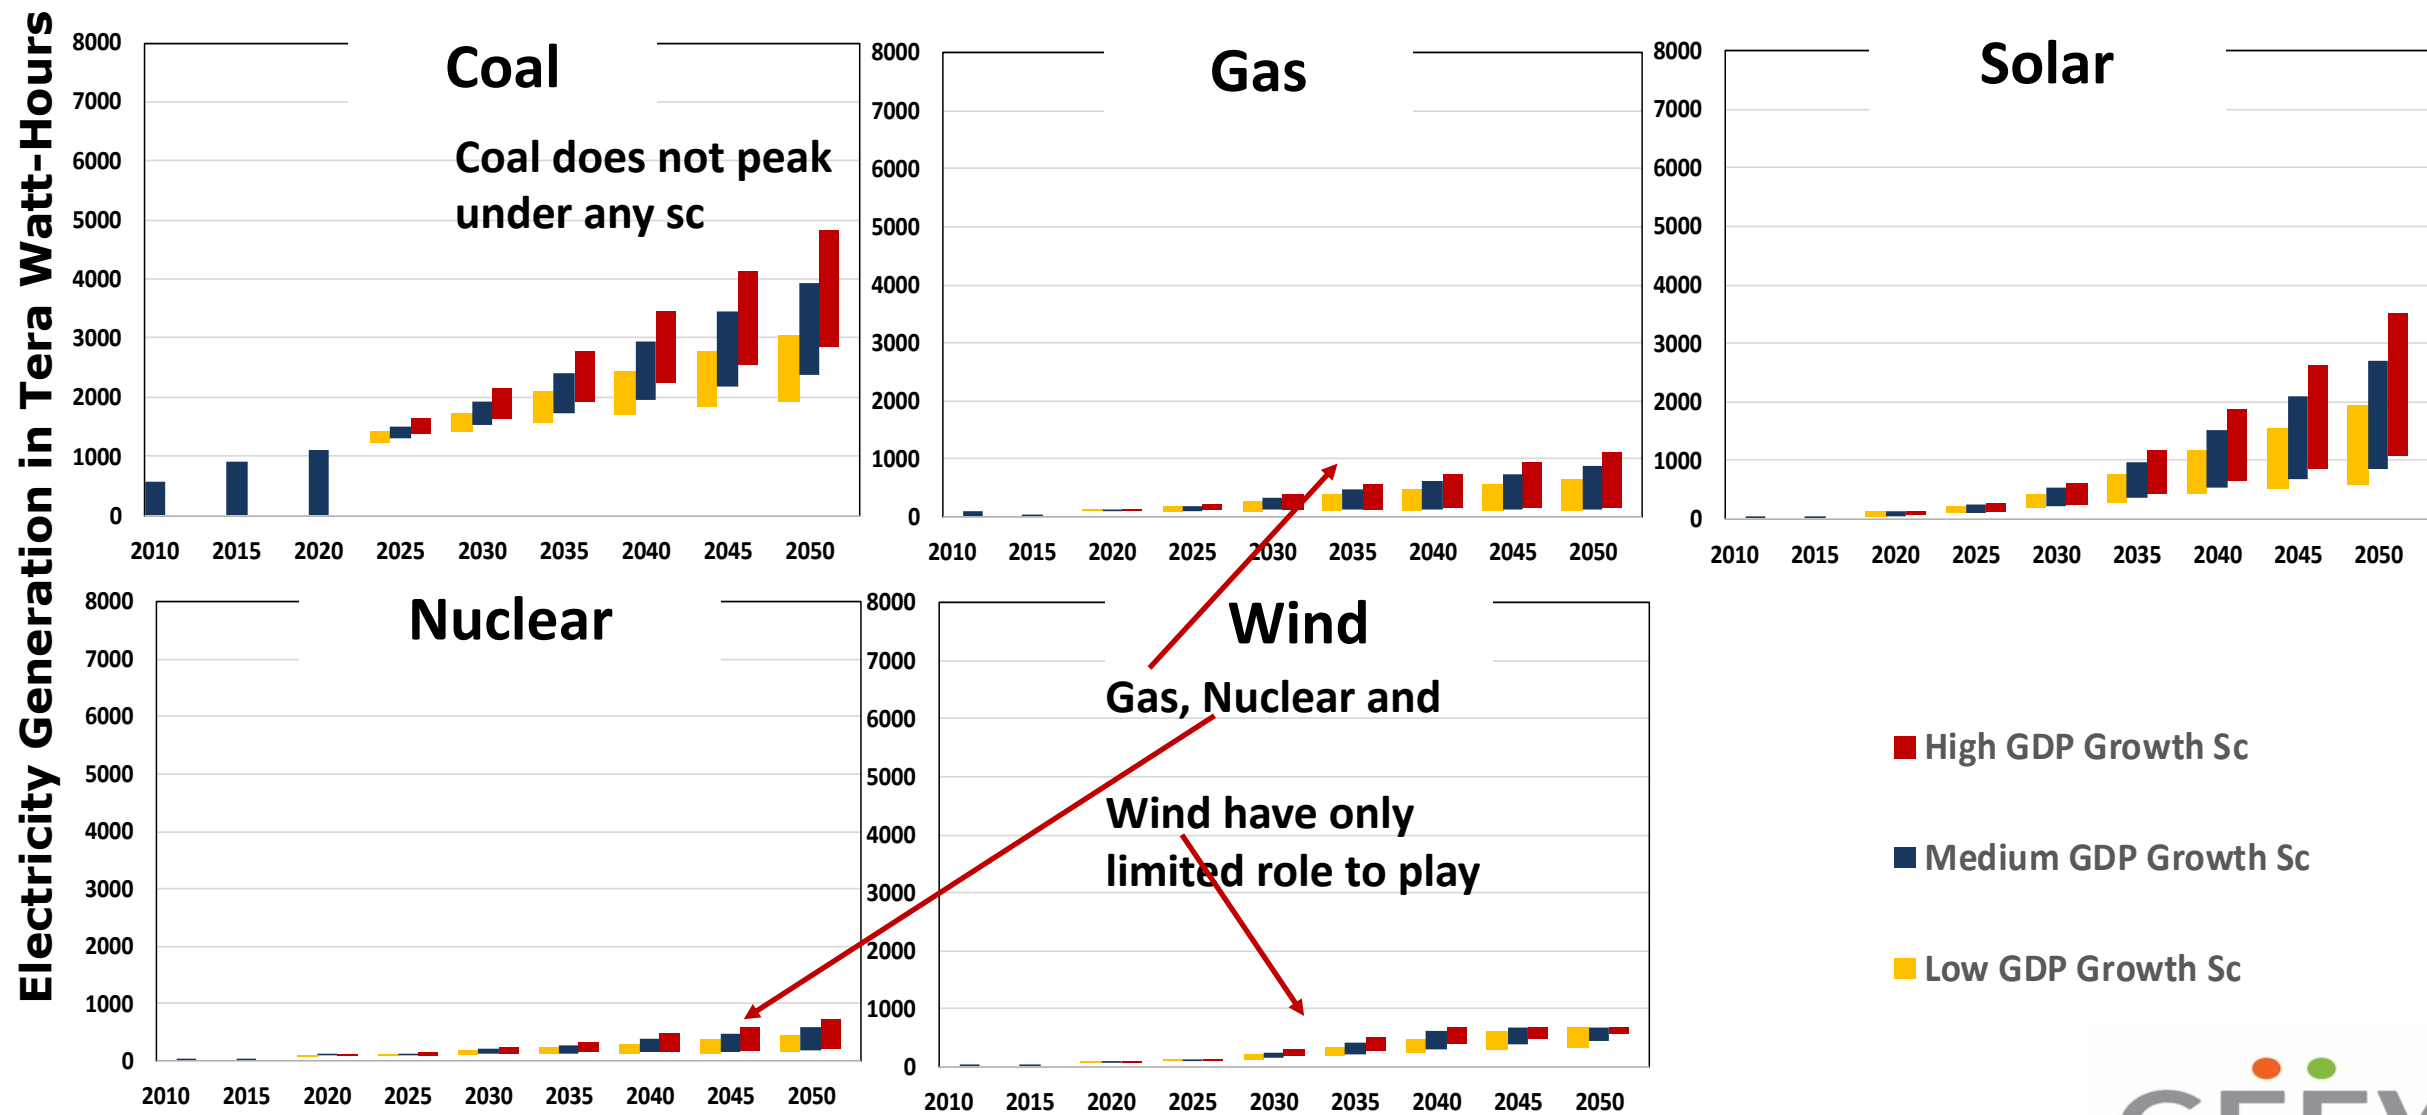 Electricity Generation in Tera Watt-Hours
Coal
8000
7000
6000
5000
4000
3000
2000
1000
0
Coal does not peak
under any sc
2010 2015 2020 2025 2030 2035 2040 2045 2050
Gas
8000
7000
6000
5000
4000
3000
2000
1000
0
2010 2015 2020 2025 2030 2035 2040 2045 2050
Solar
8000
7000
6000
5000
4000
3000
2000
1000
0
2010 2015 2020 2025 2030 2035 2040 2045 2050
Nuclear
8000
7000
6000
5000
4000
3000
2000
1000
0
2010 2015 2020 2025 2030 2035 2040 2045 2050
Wind
8000
7000
6000
5000
4000
3000
2000
1000
0
Gas, Nuclear and
Wind have only
limited role to play
2010 2015 2020 2025 2030 2035 2040 2045 2050
High GDP Growth Sc
Medium GDP Growth Sc
Low GDP Growth Sc